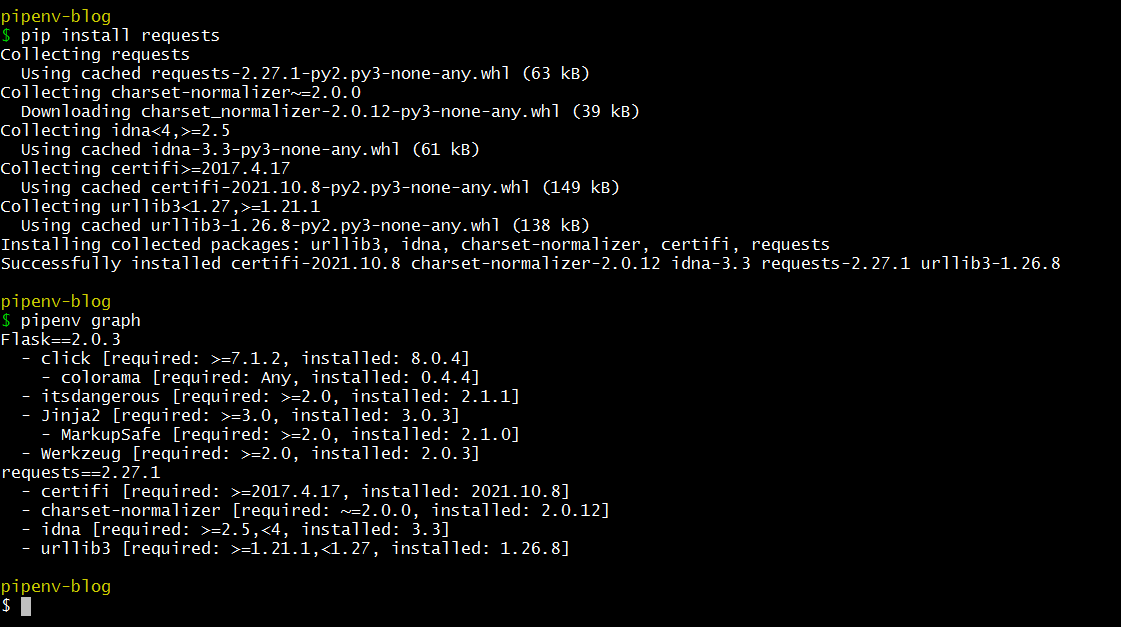 pipenv-blog
$ pip install requests
Collecting requests
  Using cached requests-2.27.1-py2.py3-none-any.whl (63 kB)
Collecting charset-normalizer~=2.0.0
  Downloading charset_normalizer-2.0.12-py3-none-any.whl (39 kB)
Collecting idna<4,>=2.5
  Using cached idna-3.3-py3-none-any.whl (61 kB)
Collecting certifi>=2017.4.17
  Using cached certifi-2021.10.8-py2.py3-none-any.whl (149 kB)
Collecting urllib3<1.27,>=1.21.1
  Using cached urllib3-1.26.8-py2.py3-none-any.whl (138 kB)
Installing collected packages: urllib3, idna, charset-normalizer, certifi, requests
Successfully installed certifi-2021.10.8 charset-normalizer-2.0.12 idna-3.3 requests-2.27.1 urllib3-1.26.8
pipenv-blog
$ pipenv graph
Flask==2.0.3
  - click [required: >=7.1.2, installed: 8.0.4]
    - colorama [required: Any, installed: 0.4.4]
  - itsdangerous [required: >=2.0, installed: 2.1.1]
  - Jinja2 [required: >=3.0, installed: 3.0.3]
    - MarkupSafe [required: >=2.0, installed: 2.1.0]
  - Werkzeug [required: >=2.0, installed: 2.0.3]
requests==2.27.1
  - certifi [required: >=2017.4.17, installed: 2021.10.8]
  - charset-normalizer [required: ~=2.0.0, installed: 2.0.12]
  - idna [required: >=2.5,<4, installed: 3.3]
  - urllib3 [required: >=1.21.1,<1.27, installed: 1.26.8]
pipenv-blog
$